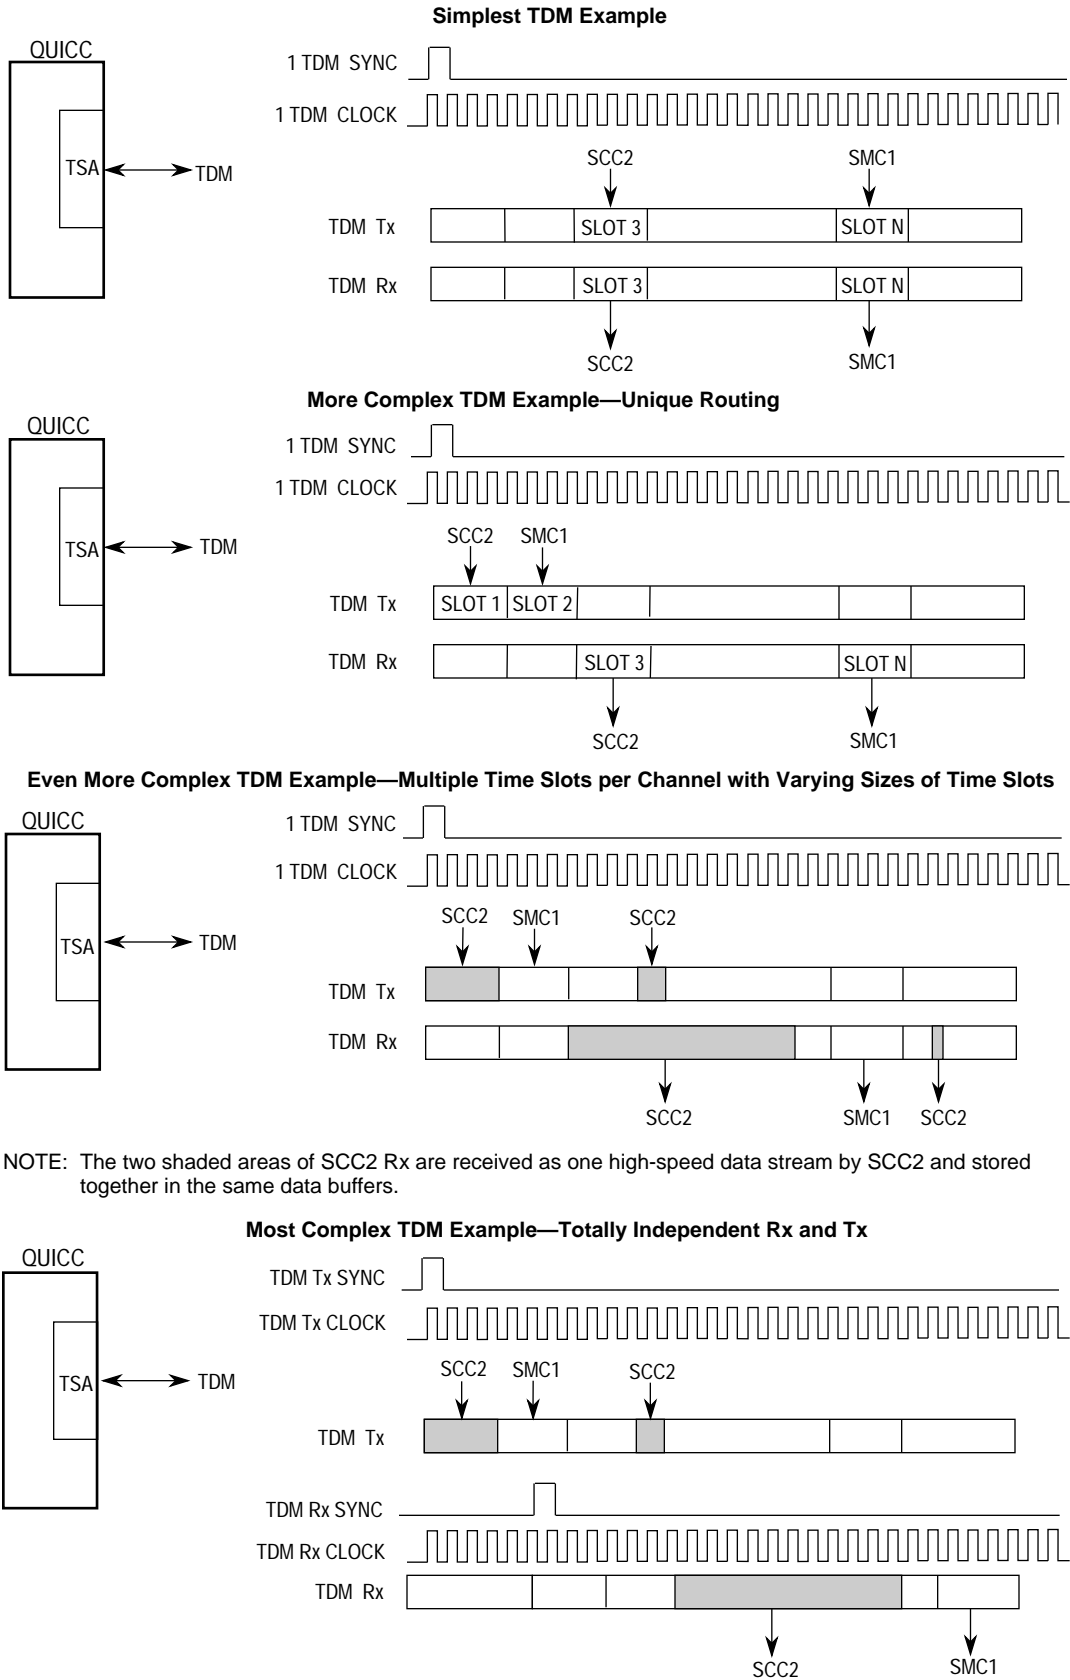 Simplest TDM Example
QUICC
1 TDM SYNC
1 TDM CLOCK
SCC2 SMC1
TSA TDM
TDM Tx SLOT 3 SLOT N
TDM Rx SLOT 3 SLOT N
SCC2 SMC1
More Complex TDM Example—Unique Routing
QUICC
1 TDM SYNC
1 TDM CLOCK
SCC2 SMC1
TSA TDM
TDM Tx SLOT 1 SLOT 2
TDM Rx SLOT 3 SLOT N
SCC2 SMC1
Even More Complex TDM Example—Multiple Time Slots per Channel with Varying Sizes of Time Slots
QUICC
1 TDM SYNC
1 TDM CLOCK
SCC2 SMC1 SCC2
TSA TDM
TDM Tx
TDM Rx
SCC2 SMC1 SCC2
NOTE: The two shaded areas of SCC2 Rx are received as one high-speed data stream by SCC2 and stored
together in the same data buffers.
Most Complex TDM Example—Totally Independent Rx and Tx
QUICC
TDM Tx SYNC
TDM Tx CLOCK
SCC2 SMC1 SCC2
TSA TDM
TDM Tx
TDM Rx SYNC
TDM Rx CLOCK
TDM Rx
SCC2 SMC1